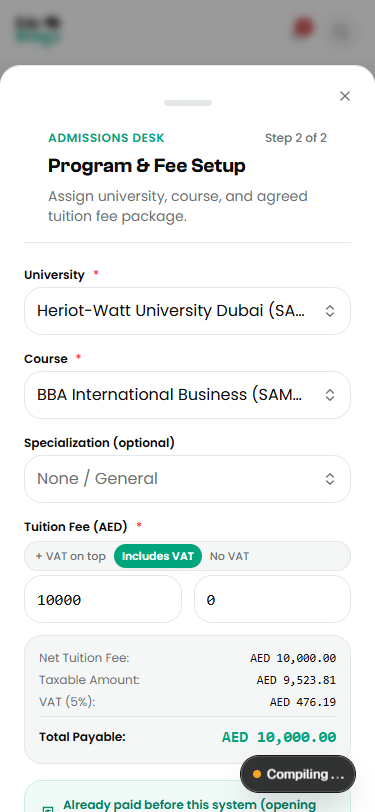 ADMISSIONS DESK
Step 2 of 2
Program & Fee Setup
Assign university, course, and agreed
tuition fee package.
University *
Heriot-Watt University Dubai (SA...
Course *
BBA International Business (SAM...
Specialization (optional)
None / General
Tuition Fee (AED) *
+ VAT on top Includes VAT No VAT
10000 0
Net Tuition Fee: AED 10,000.00
Taxable Amount: AED 9,523.81
VAT (5%): AED 476.19
Total Payable: AED 10,000.00
Compiling...
Already paid before this system (opening